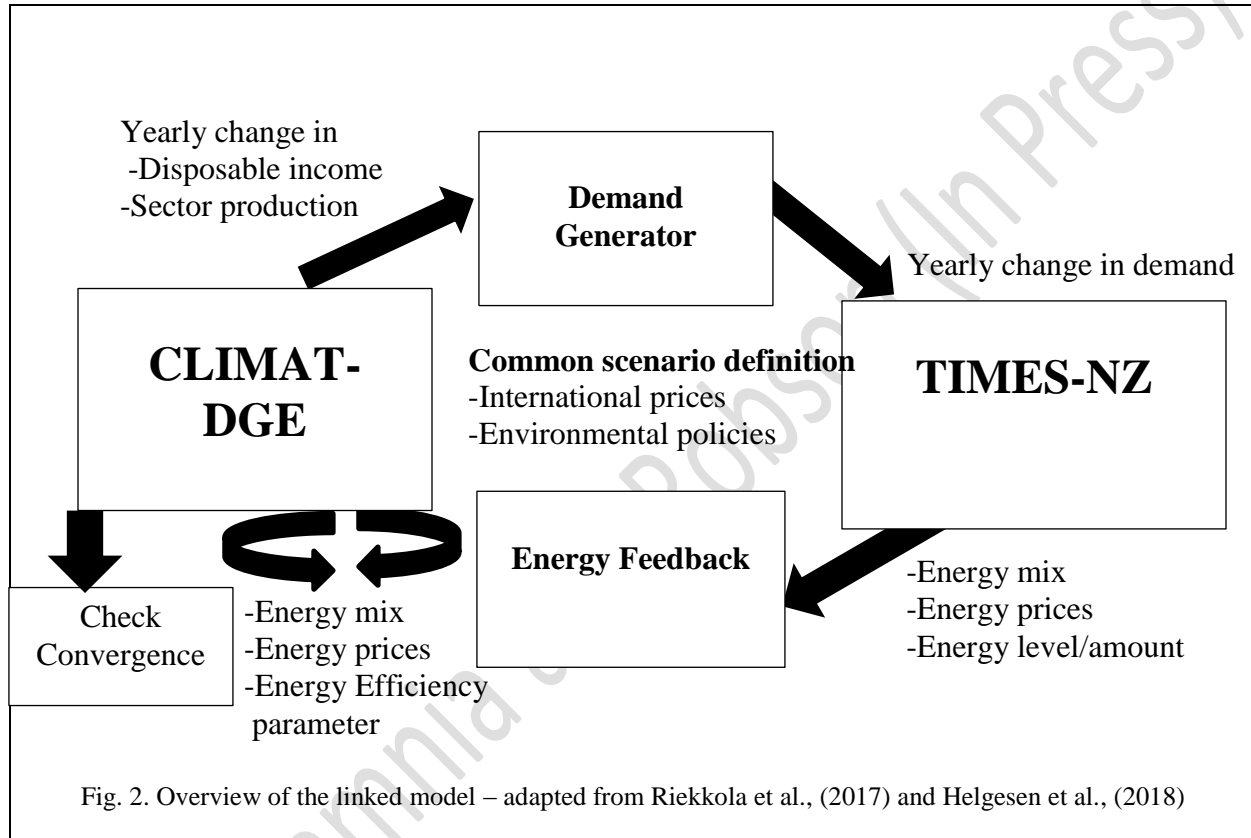 Yearly change in
-Disposable income
-Sector production
Demand
Generator
Yearly change in demand
CLIMAT-
DGE
Common scenario definition
-International prices
-Environmental policies
TIMES-NZ
Energy Feedback
-Energy mix
-Energy prices
-Energy level/amount
Check
Convergence
-Energy mix
-Energy prices
-Energy Efficiency
parameter
Fig. 2. Overview of the linked model – adapted from Riekkola et al., (2017) and Helgesen et al., (2018)
(In Press)